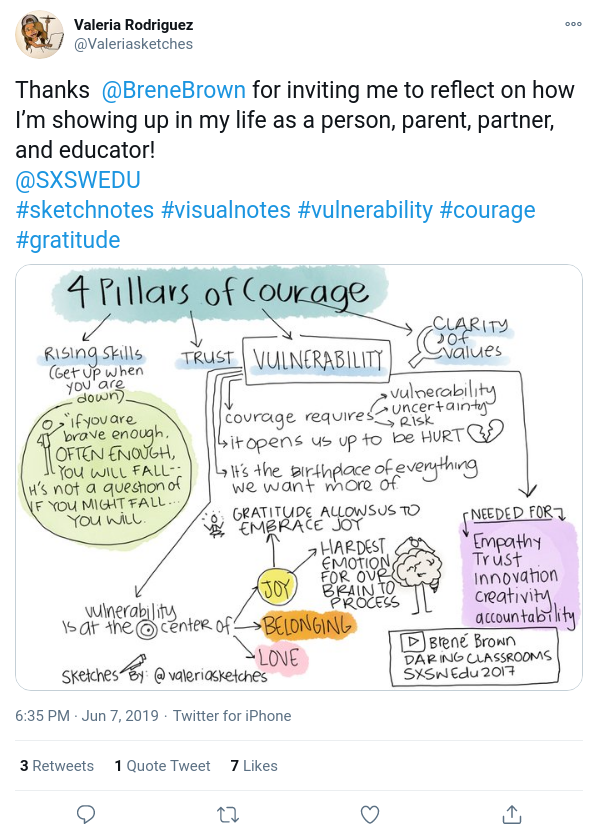 Valeria Rodriguez
@Valeriasketches
Thanks @BreneBrown for inviting me to reflect on how
I'm showing up in my life as a person, parent, partner,
and educator!
@SXSWEDU
#sketchnotes #visualnotes #vulnerability #courage
#gratitude
4 Pillars of Courage
Rising Skills
(Get up when
you are
down)
"if you are
brave enough,
OFTEN ENOUGH,
YOU WILL FALL--
it's not a question of
IF YOU MIGHT FALL...
YOU WILL.
TRUST
VULNERABILITY
CLARITY
of
values
courage requires
vulnerability
uncertainty
Risk
it opens us up to be HURT
It's the Birthplace of everything
we want more of
GRATITUDE ALLOWS US TO
EMBRACE JOY
HARDEST
EMOTION
FOR OUR
BRAIN TO
PROCESS
vulnerability
Is at the center of
JOY
BELONGING
LOVE
NEEDED FOR
Empathy
Trust
innovation
creativity
accountability
Brené Brown
DARING CLASSROOMS
SXSWEdu 2017
Sketches By: @valeriasketches
6:35 PM · Jun 7, 2019 · Twitter for iPhone
3 Retweets 1 Quote Tweet 7 Likes